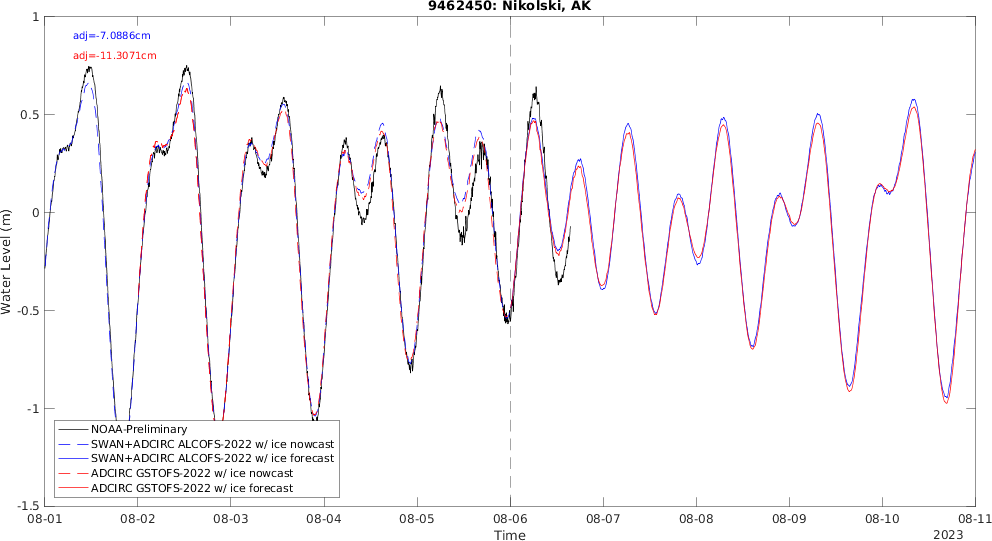 9462450: Nikolski, AK
adj=-7.0886cm
adj=-11.3071cm
1
0.5
0
-0.5
-1
-1.5
Water Level (m)
NOAA-Preliminary
SWAN+ADCIRC ALCOFS-2022 w/ ice nowcast
SWAN+ADCIRC ALCOFS-2022 w/ ice forecast
ADCIRC GSTOFS-2022 w/ ice nowcast
ADCIRC GSTOFS-2022 w/ ice forecast
08-01 08-02 08-03 08-04 08-05 08-06 08-07 08-08 08-09 08-10 08-11
Time
2023